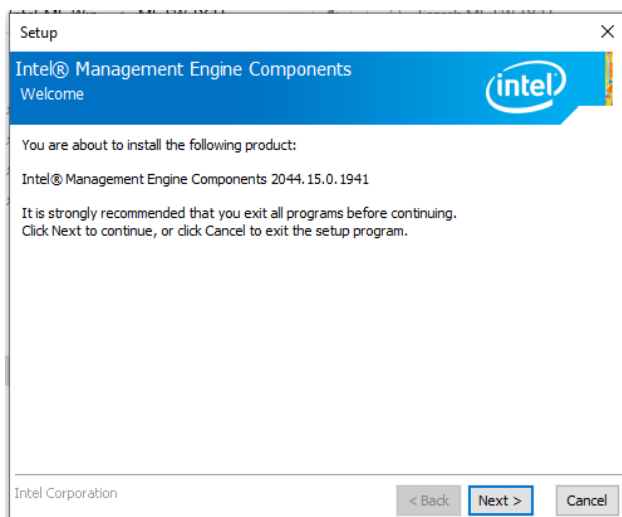 Setup
Intel® Management Engine Components
Welcome
intel
You are about to install the following product:
Intel® Management Engine Components 2044.15.0.1941
It is strongly recommended that you exit all programs before continuing.
Click Next to continue, or click Cancel to exit the setup program.
Intel Corporation
< Back Next > Cancel